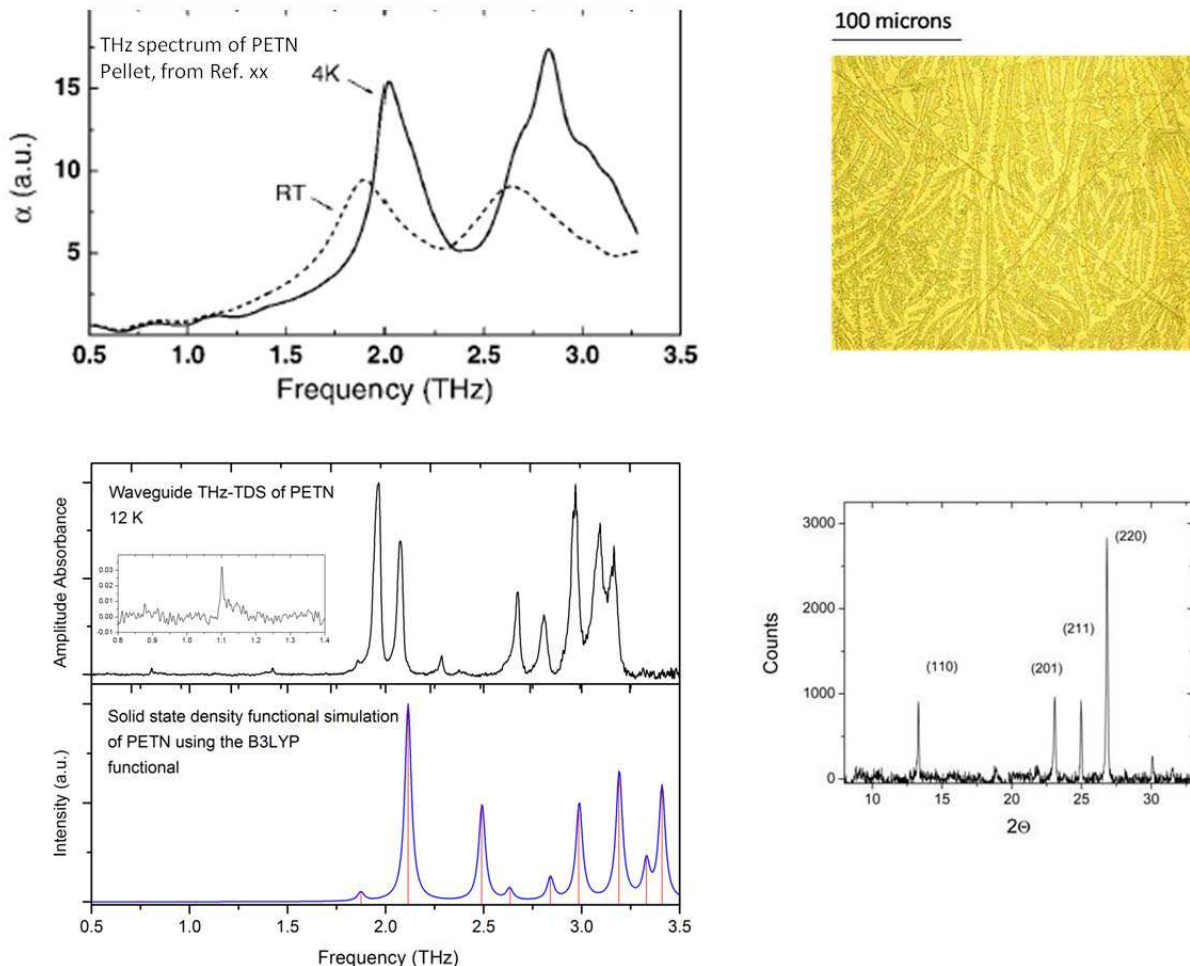 THz spectrum of PETN
Pellet, from Ref. xx
4K
RT
α (a.u.)
15
10
5
0.5 1.0 1.5 2.0 2.5 3.0 3.5
Frequency (THz)
100 microns
Waveguide THz-TDS of PETN
12 K
Amplitude Absorbance
0.03
0.02
0.01
0.00
-0.01
0.8 0.9 1.0 1.1 1.2 1.3 1.4
Solid state density functional simulation
of PETN using the B3LYP
functional
Intensity (a.u.)
0.5 1.0 1.5 2.0 2.5 3.0 3.5
Frequency (THz)
3000
2000
1000
0
Counts
(110)
(201)
(211)
(220)
10 15 20 25 30
2Θ